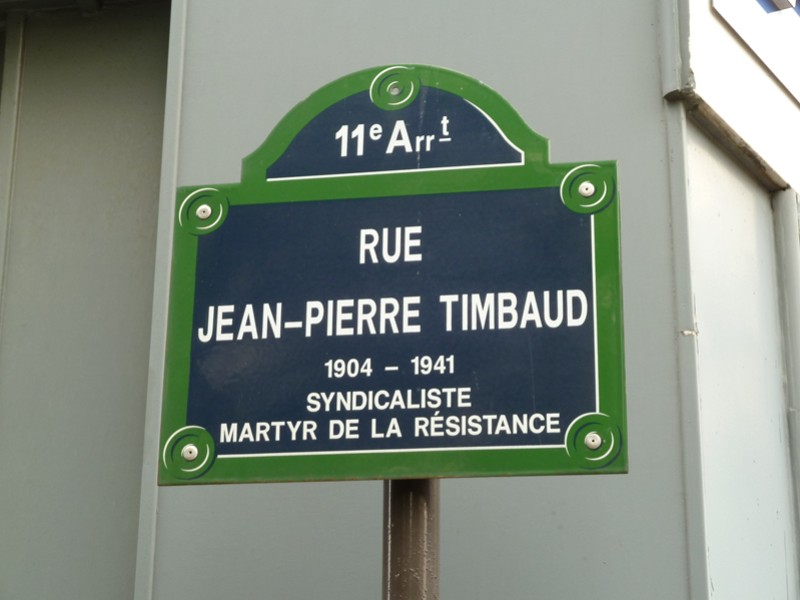 11e Arrt
RUE
JEAN–PIERRE TIMBAUD
1904 – 1941
SYNDICALISTE
MARTYR DE LA RÉSISTANCE